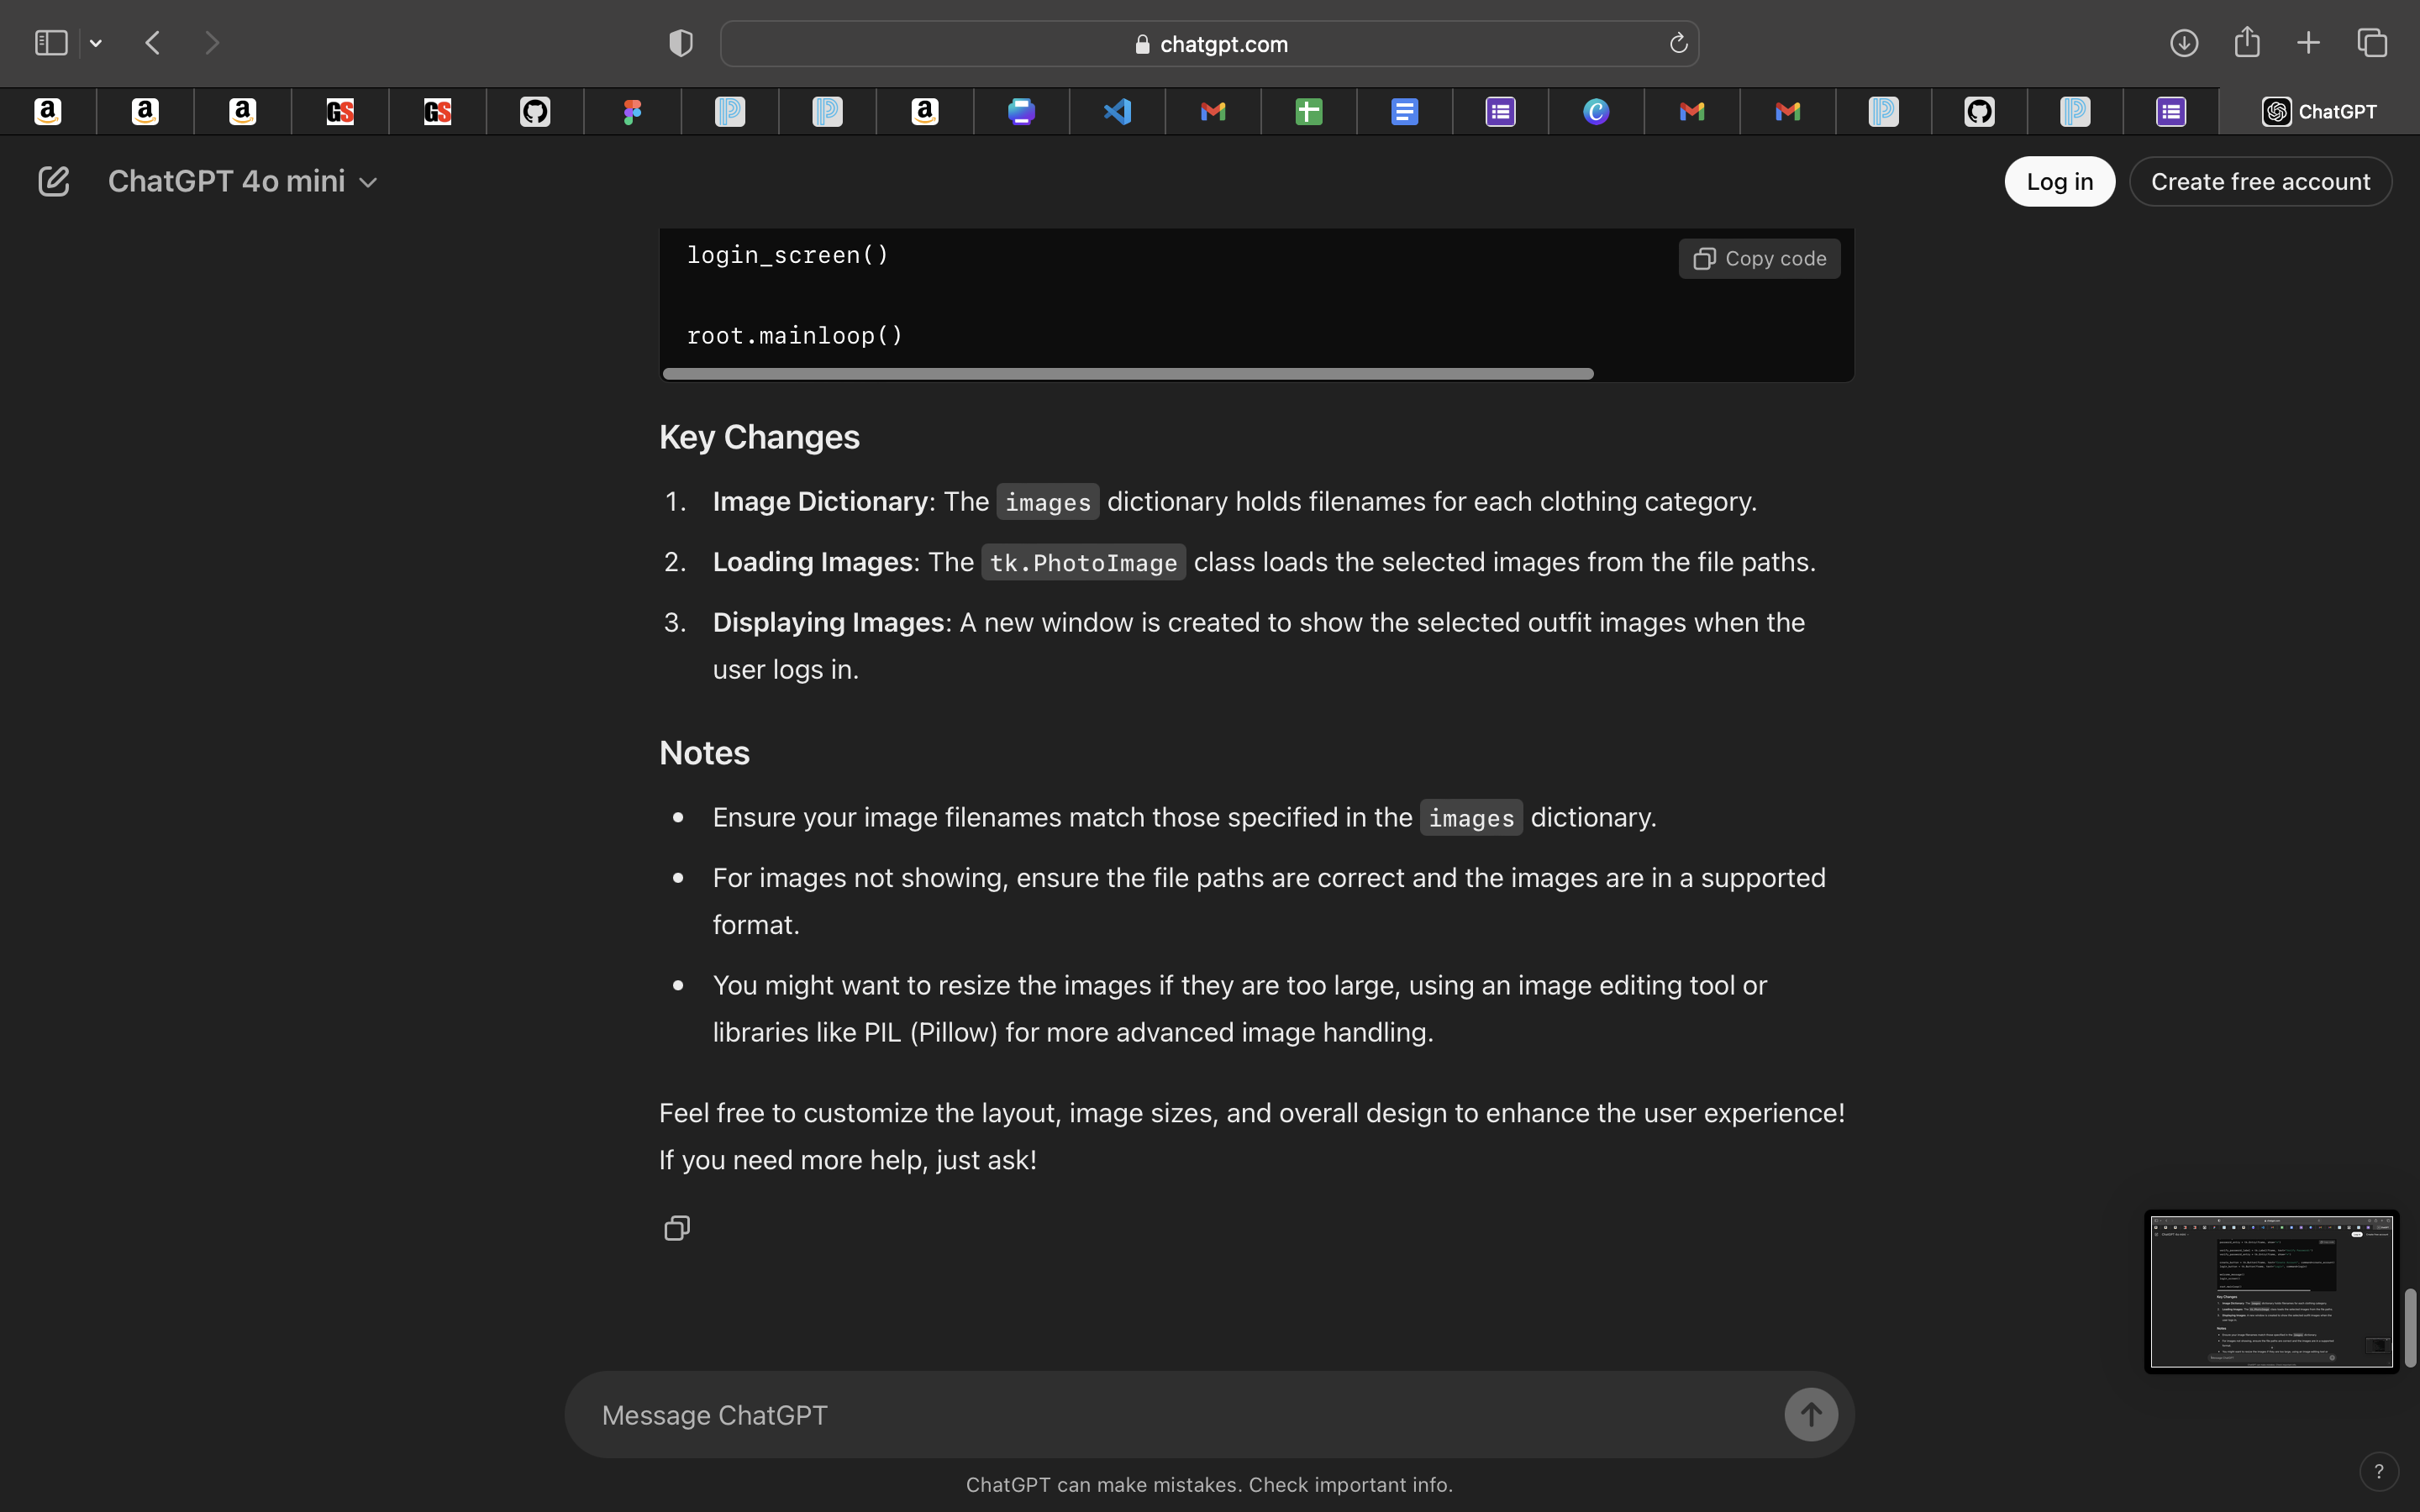 chatgpt.com
ChatGPT
ChatGPT 4o mini
Log in
Create free account
login_screen()
Copy code
root.mainloop()
Key Changes
1. Image Dictionary: The images dictionary holds filenames for each clothing category.
2. Loading Images: The tk.PhotoImage class loads the selected images from the file paths.
3. Displaying Images: A new window is created to show the selected outfit images when the
user logs in.
Notes
• Ensure your image filenames match those specified in the images dictionary.
• For images not showing, ensure the file paths are correct and the images are in a supported
format.
• You might want to resize the images if they are too large, using an image editing tool or
libraries like PIL (Pillow) for more advanced image handling.
Feel free to customize the layout, image sizes, and overall design to enhance the user experience!
If you need more help, just ask!
Message ChatGPT
ChatGPT can make mistakes. Check important info.
?